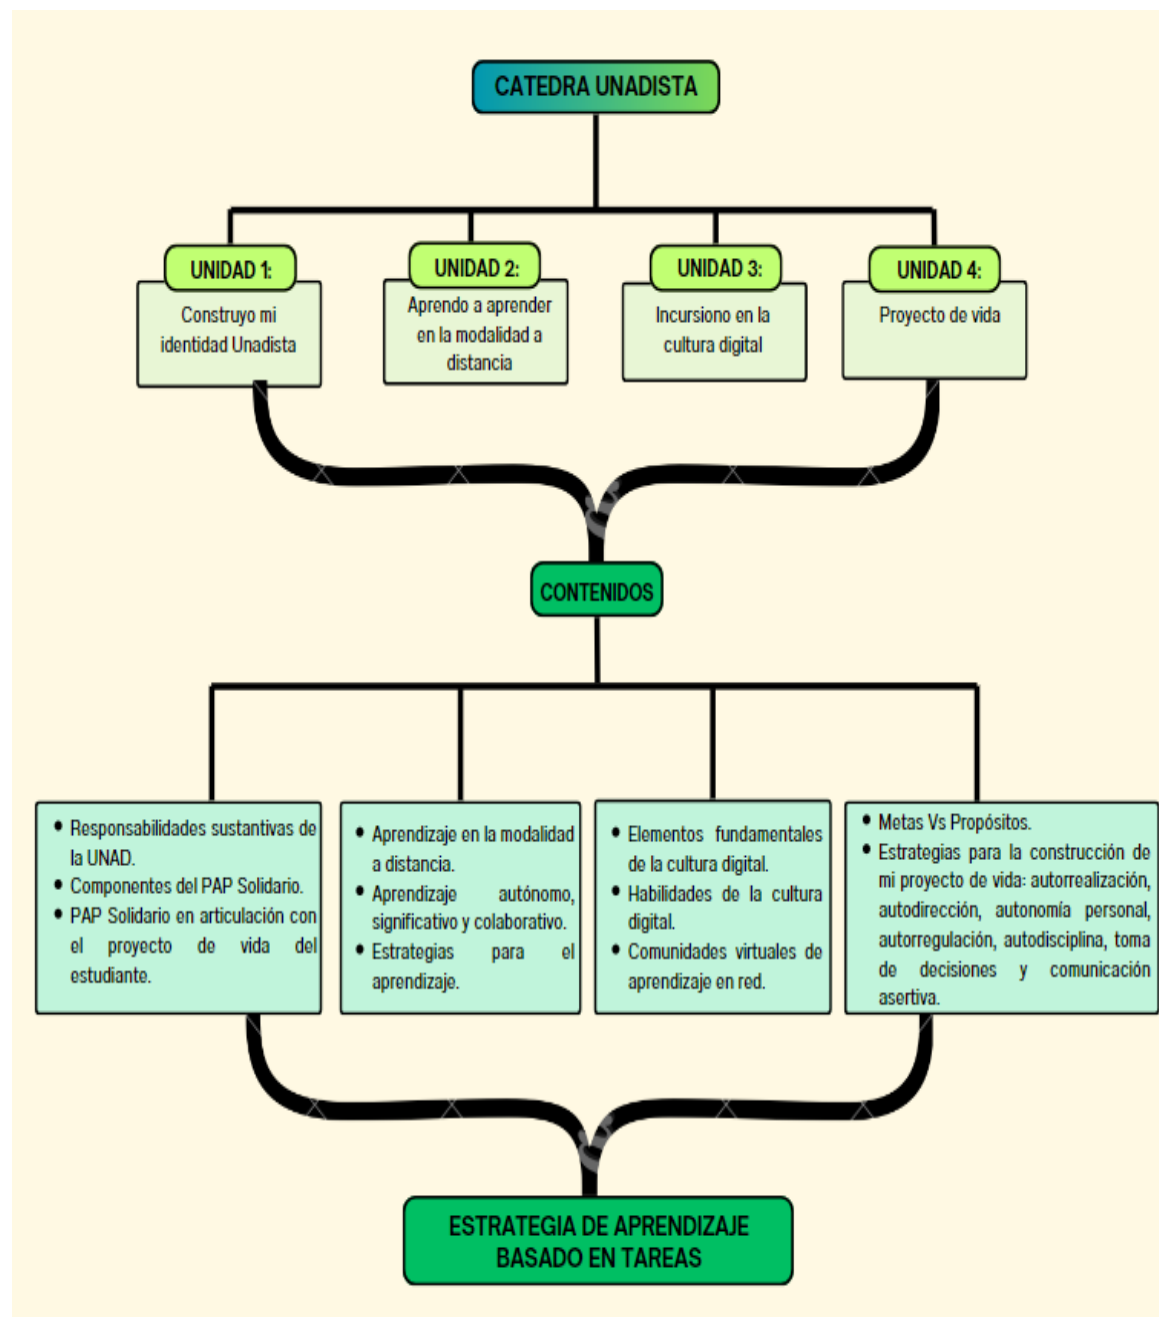 CATEDRA UNADISTA
UNIDAD 1:
Construyo mi
identidad Unadista
UNIDAD 2:
Aprendo a aprender
en la modalidad a
distancia
UNIDAD 3:
Incursiono en la
cultura digital
UNIDAD 4:
Proyecto de vida
CONTENIDOS
• Responsabilidades sustantivas de
la UNAD.
• Componentes del PAP Solidario.
• PAP Solidario en articulación con
el proyecto de vida del
estudiante.
• Aprendizaje en la modalidad
a distancia.
• Aprendizaje autónomo,
significativo y colaborativo.
• Estrategias para el
aprendizaje.
• Elementos fundamentales
de la cultura digital.
• Habilidades de la cultura
digital.
• Comunidades virtuales de
aprendizaje en red.
• Metas Vs Propósitos.
• Estrategias para la construcción de
mi proyecto de vida: autorrealización,
autodirección, autonomía personal,
autorregulación, autodisciplina, toma
de decisiones y comunicación
asertiva.
ESTRATEGIA DE APRENDIZAJE
BASADO EN TAREAS